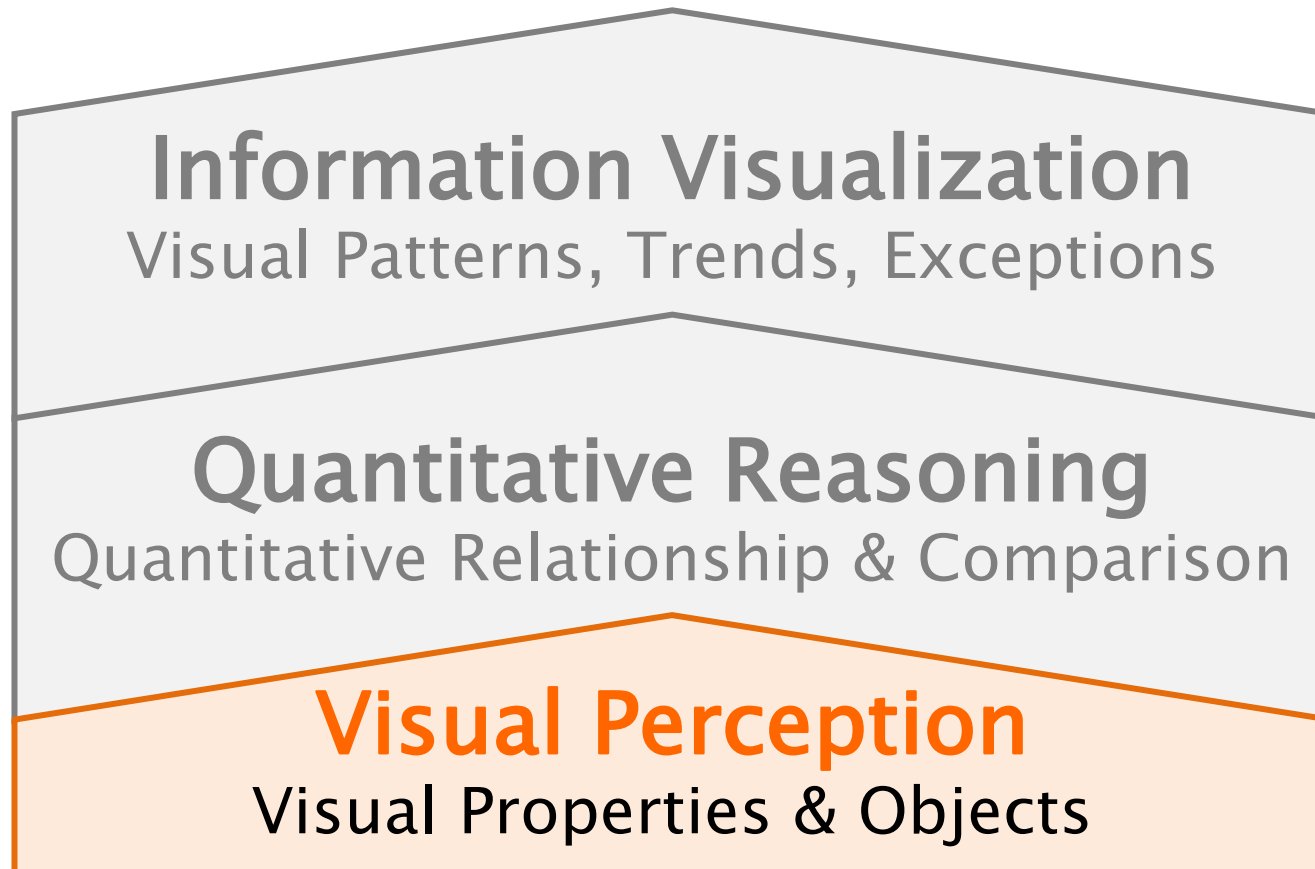 Information Visualization
Visual Patterns, Trends, Exceptions
Quantitative Reasoning
Quantitative Relationship & Comparison
Visual Perception
Visual Properties & Objects